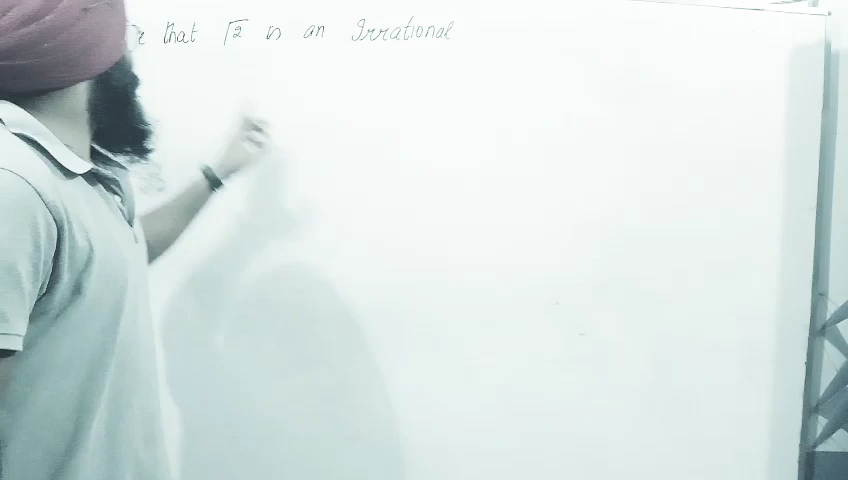 that √2 is an Irrational